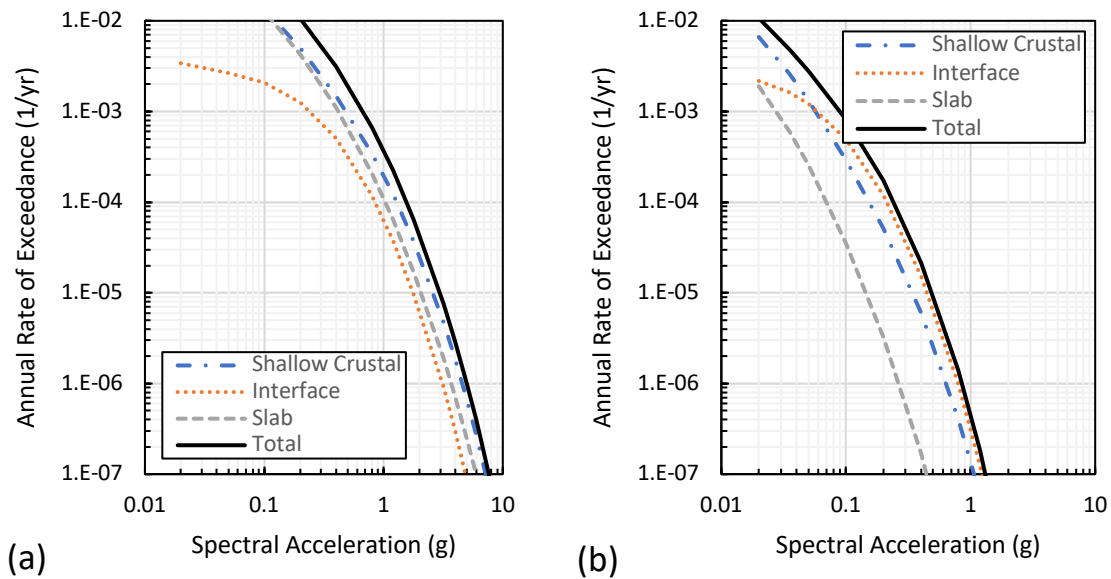 1.E-02
1.E-03
1.E-04
1.E-05
1.E-06
1.E-07
Annual Rate of Exceedance (1/yr)
Shallow Crustal
Interface
Slab
Total
0.01 0.1 1 10
Spectral Acceleration (g)
(a)
1.E-02
1.E-03
1.E-04
1.E-05
1.E-06
1.E-07
Annual Rate of Exceedance (1/yr)
Shallow Crustal
Interface
Slab
Total
0.01 0.1 1 10
Spectral Acceleration (g)
(b)